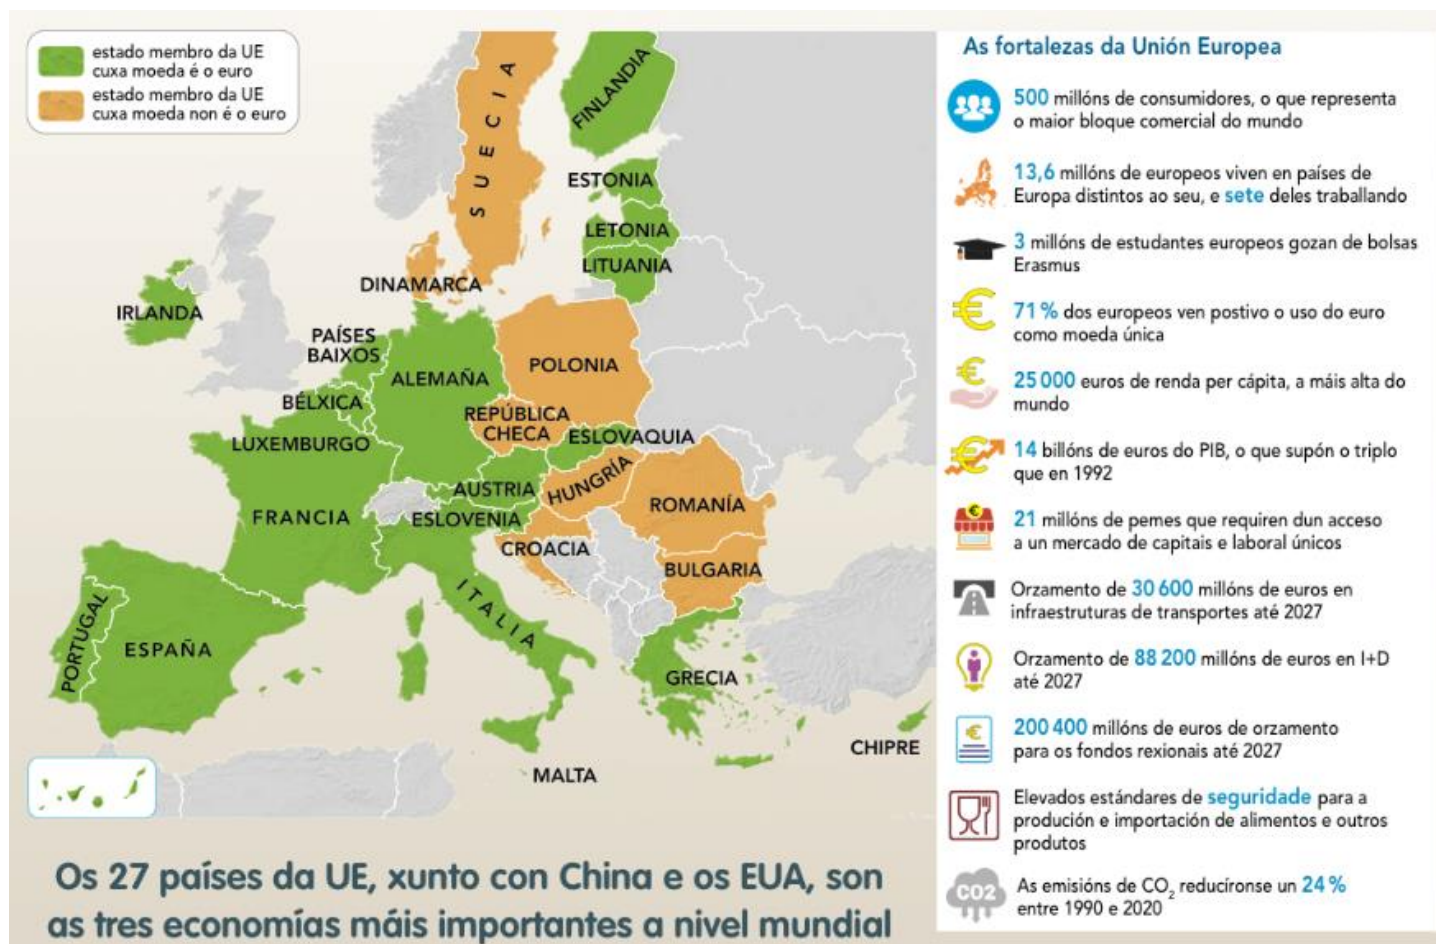 estado membro da UE
cuxa moeda é o euro
estado membro da UE
cuxa moeda non é o euro
SUECIA
FINLANDIA
ESTONIA
LETONIA
LITUANIA
DINAMARCA
IRLANDA
PAÍSES
BAIXOS
ALEMAÑA
POLONIA
BÉLXICA
REPÚBLICA
CHECA
ESLOVAQUIA
LUXEMBURGO
AUSTRIA
HUNGRÍA
ROMANÍA
FRANCIA
ESLOVENIA
CROACIA
BULGARIA
ITALIA
PORTUGAL
ESPAÑA
GRECIA
CHIPRE
MALTA
Os 27 países da UE, xunto con China e os EUA, son
as tres economías máis importantes a nivel mundial
As fortalezas da Unión Europea
500 millóns de consumidores, o que representa
o maior bloque comercial do mundo
13,6 millóns de europeos viven en países de
Europa distintos ao seu, e sete deles traballando
3 millóns de estudantes europeos gozan de bolsas
Erasmus
71 % dos europeos ven postivo o uso do euro
como moeda única
25 000 euros de renda per cápita, a máis alta do
mundo
14 billóns de euros do PIB, o que supón o triplo
que en 1992
21 millóns de pemes que requiren dun acceso
a un mercado de capitais e laboral únicos
Orzamento de 30 600 millóns de euros en
infraestruturas de transportes até 2027
Orzamento de 88 200 millóns de euros en I+D
até 2027
200 400 millóns de euros de orzamento
para os fondos rexionais até 2027
Elevados estándares de seguridade para a
produción e importación de alimentos e outros
produtos
CO2
As emisións de CO₂ reducíronse un 24 %
entre 1990 e 2020